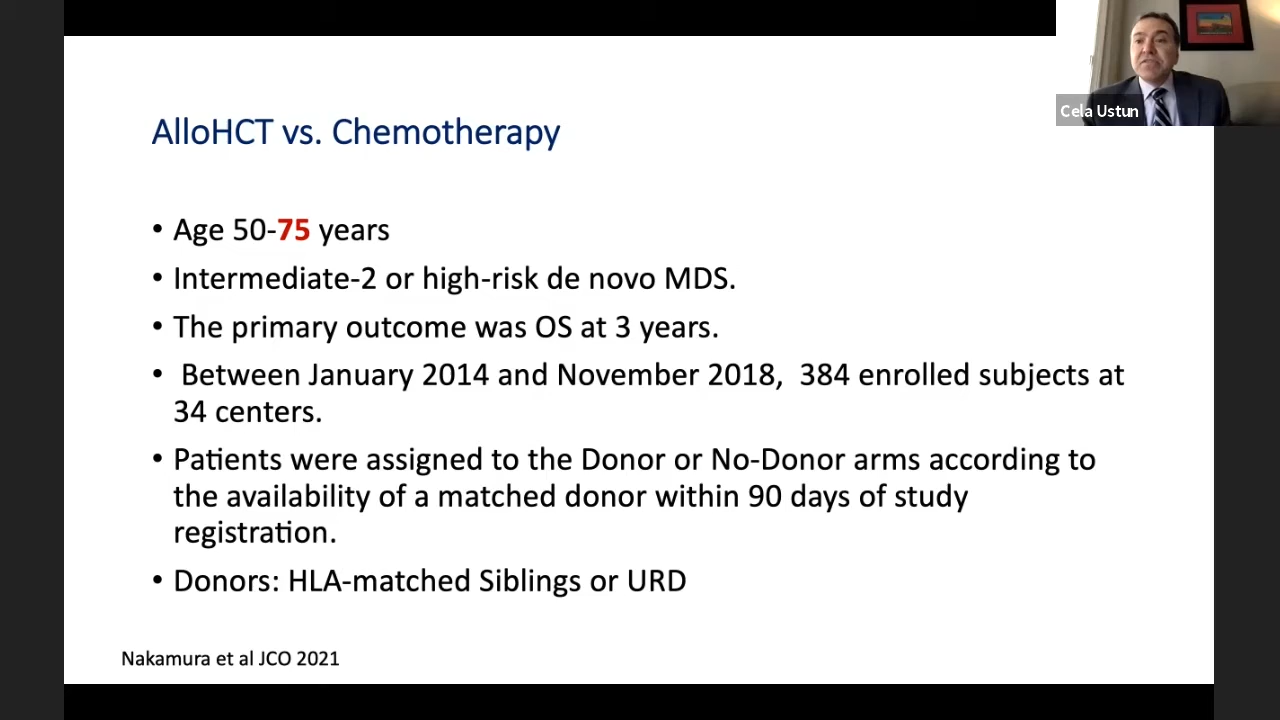 Cela Ustun
AlloHCT vs. Chemotherapy
• Age 50-75 years
• Intermediate-2 or high-risk de novo MDS.
• The primary outcome was OS at 3 years.
• Between January 2014 and November 2018, 384 enrolled subjects at
34 centers.
• Patients were assigned to the Donor or No-Donor arms according to
the availability of a matched donor within 90 days of study
registration.
• Donors: HLA-matched Siblings or URD
Nakamura et al JCO 2021